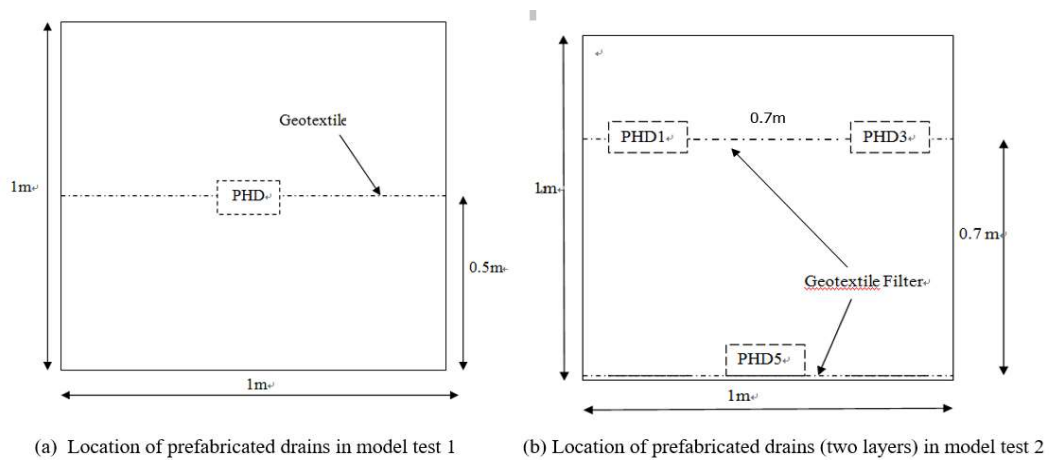 Geotextile
1m
PHD
0.5m
1m
(a) Location of prefabricated drains in model test 1
0.7m
PHD1
PHD3
1m
0.7 m
Geotextile Filter
PHD5
1m
(b) Location of prefabricated drains (two layers) in model test 2